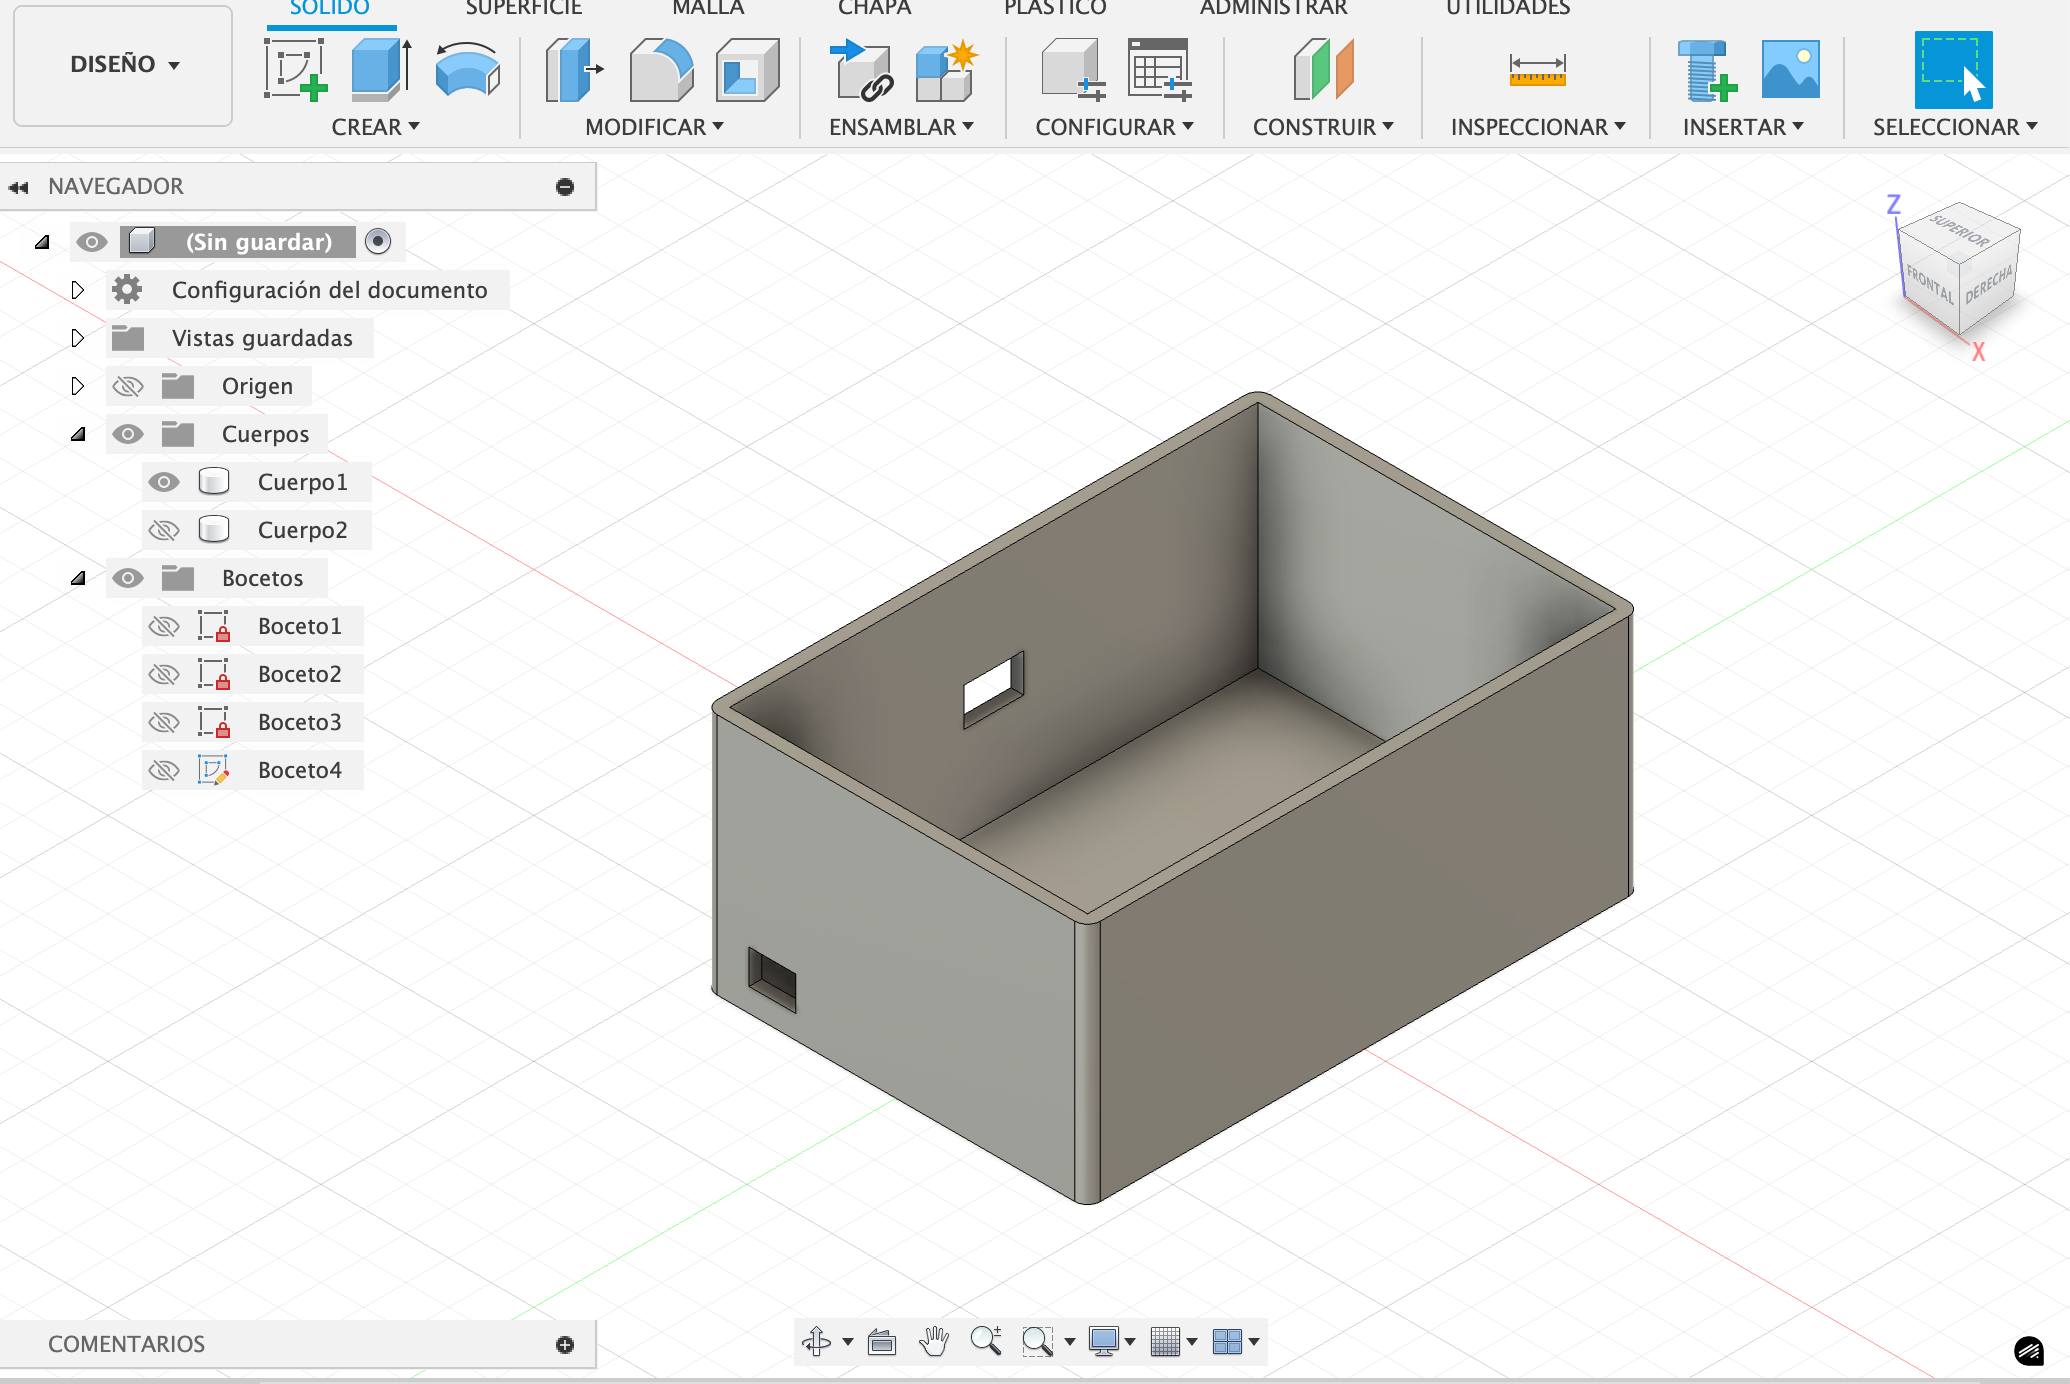 SÓLIDO SUPERFICIE MALLA CHAPA PLÁSTICO ADMINISTRAR UTILIDADES
DISEÑO
CREAR MODIFICAR ENSAMBLAR CONFIGURAR CONSTRUIR INSPECCIONAR INSERTAR SELECCIONAR
NAVEGADOR
(Sin guardar)
Configuración del documento
Vistas guardadas
Origen
Cuerpos
Cuerpo1
Cuerpo2
Bocetos
Boceto1
Boceto2
Boceto3
Boceto4
Z
SUPERIOR
FRONTAL
DERECHA
X
COMENTARIOS